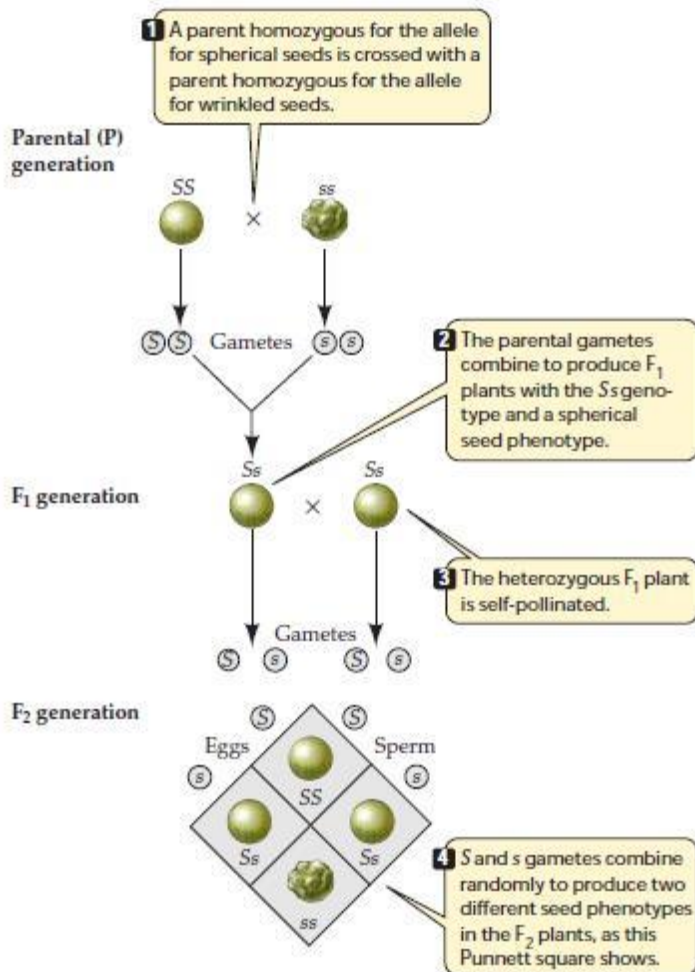 1 A parent homozygous for the allele
for spherical seeds is crossed with a
parent homozygous for the allele
for wrinkled seeds.
Parental (P)
generation
SS
ss
×
S S Gametes s s
2 The parental gametes
combine to produce F₁
plants with the Ss geno-
type and a spherical
seed phenotype.
Ss
Ss
F₁ generation
×
3 The heterozygous F₁ plant
is self-pollinated.
Gametes
S s S s
F₂ generation
S S
Eggs Sperm
s s
SS
Ss Ss
ss
4 S and s gametes combine
randomly to produce two
different seed phenotypes
in the F₂ plants, as this
Punnett square shows.